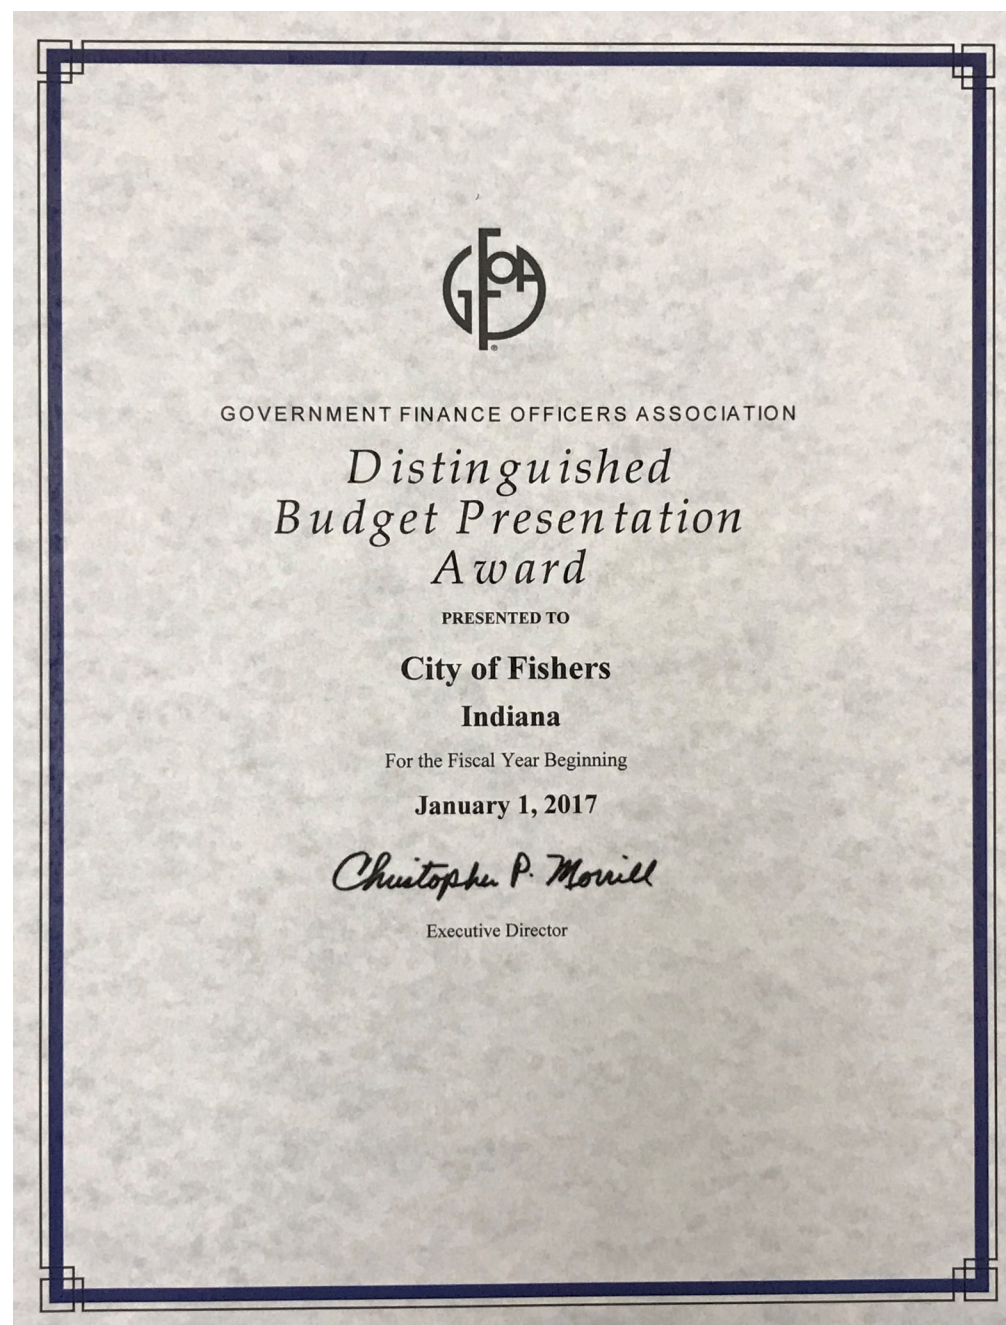 GFOA
®
GOVERNMENT FINANCE OFFICERS ASSOCIATION
Distinguished
Budget Presentation
Award
PRESENTED TO
City of Fishers
Indiana
For the Fiscal Year Beginning
January 1, 2017
Christopher P. Morrill
Executive Director